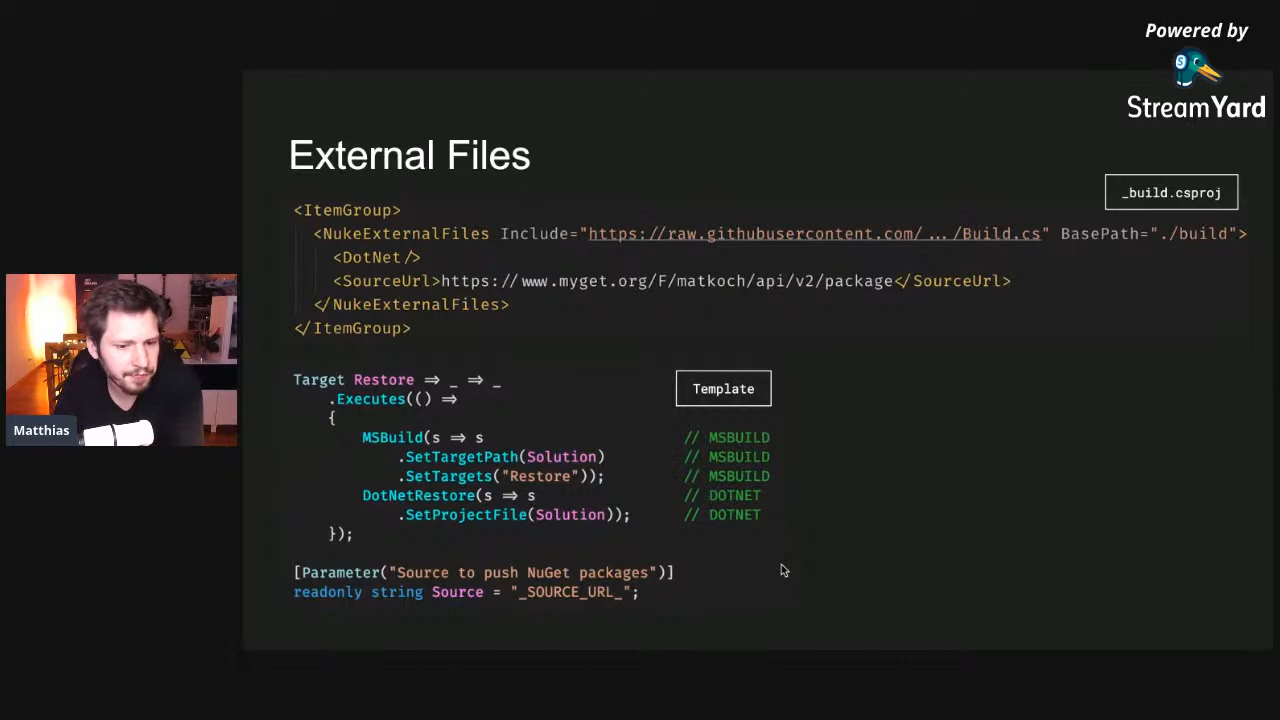 Powered by
StreamYard
External Files
_build.csproj
<ItemGroup>
<NukeExternalFiles Include="https://raw.githubusercontent.com/ ... /Build.cs" BasePath="./build">
<DotNet />
<SourceUrl>https://www.myget.org/F/matkoch/api/v2/package</SourceUrl>
</NukeExternalFiles>
</ItemGroup>
Template
Target Restore => _ => _
.Executes(() =>
{
MSBuild(s => s // MSBUILD
.SetTargetPath(Solution) // MSBUILD
.SetTargets("Restore")); // MSBUILD
DotNetRestore(s => s // DOTNET
.SetProjectFile(Solution)); // DOTNET
});
[Parameter("Source to push NuGet packages")]
readonly string Source = "_SOURCE_URL_";
Matthias